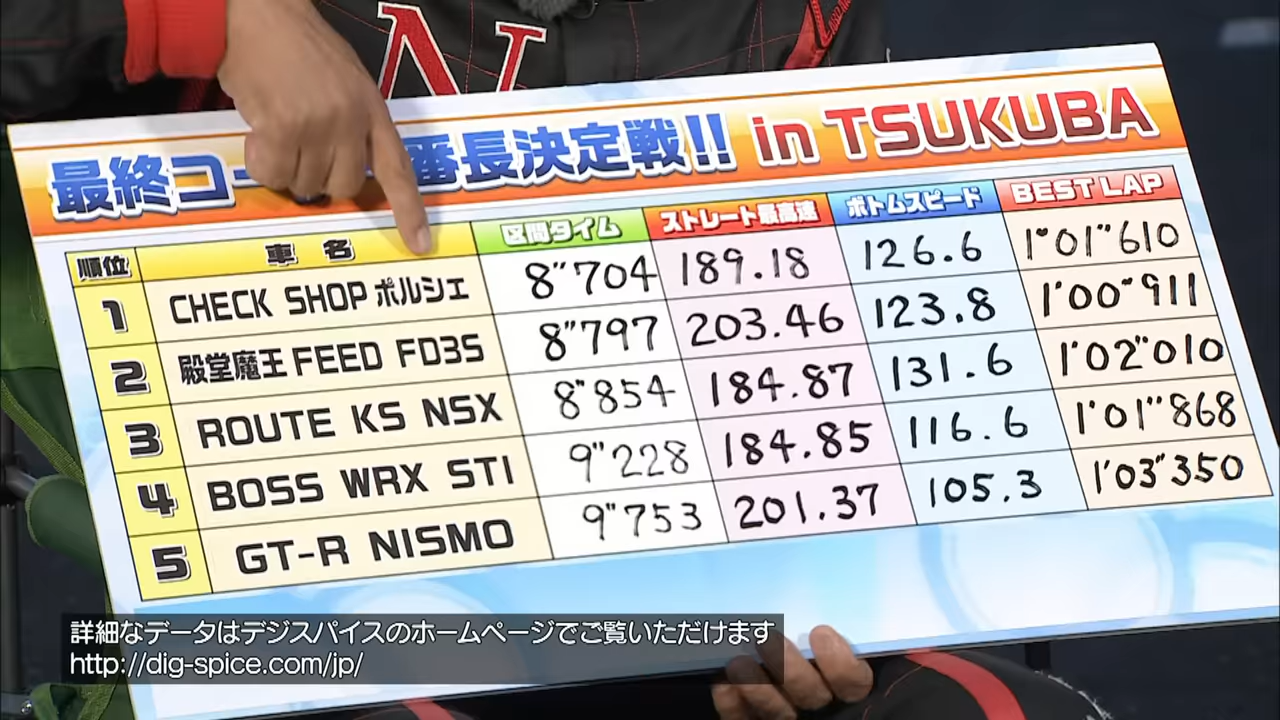 最終コー番長決定戦!! in TSUKUBA
順位 車名 区間タイム ストレート最高速 ボトムスピード BEST LAP
1 CHECK SHOP ポルシェ 8"704 189.18 126.6 1'01"610
2 殿堂魔王 FEED FD3S 8"797 203.46 123.8 1'00"911
3 ROUTE KS NSX 8"854 184.87 131.6 1'02"010
4 BOSS WRX STI 9"228 184.85 116.6 1'01"868
5 GT-R NISMO 9"753 201.37 105.3 1'03"350
詳細なデータはデジスパイスのホームページでご覧いただけます
http://dig-spice.com/jp/